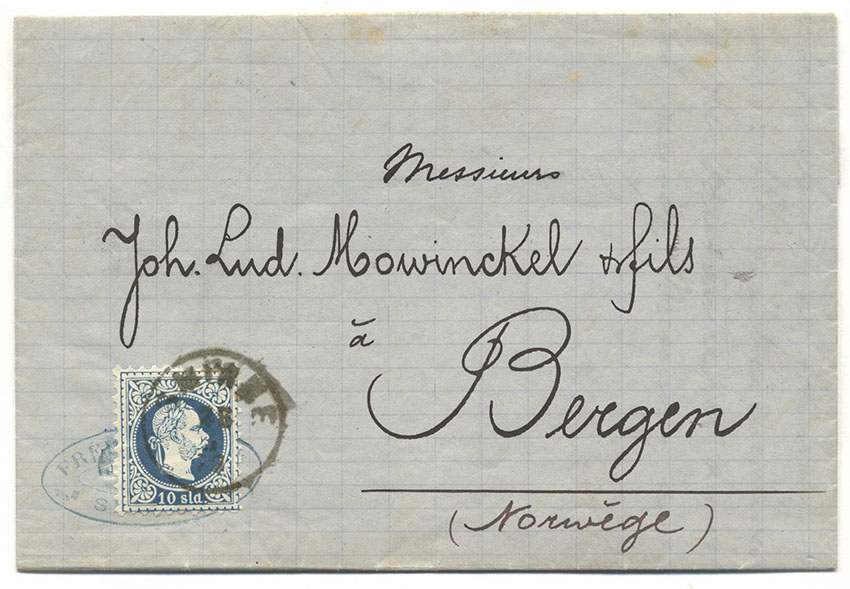 Messieurs
Joh. Lud. Mowinckel & fils
à
Bergen
(Norwège)
10 sld.